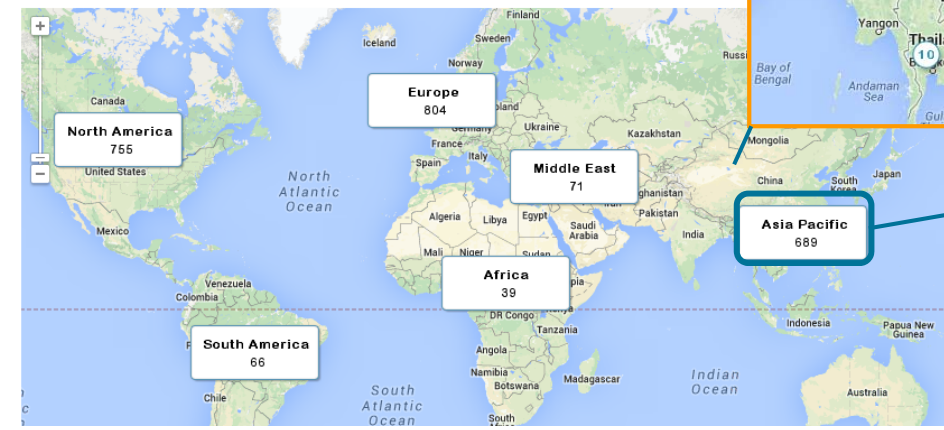 Finland
Iceland
Sweden
Norway
Yangon
10
Bay of
Bengal
Andaman
Sea
Europe
804
Canada
North America
755
United States
Germany
Ukraine
Kazakhstan
Mongolia
France
Italy
Spain
Middle East
71
China
South
Korea
Japan
North
Atlantic
Ocean
Algeria
Libya
Egypt
Saudi
Arabia
Pakistan
India
Asia Pacific
689
Mexico
Mali
Niger
Sudan
Africa
39
Venezuela
Colombia
DR Congo
Tanzania
Indonesia
Papua New
Guinea
South America
66
Angola
Namibia
Botswana
Madagascar
Indian
Ocean
Australia
Chile
South
Atlantic
Ocean
South